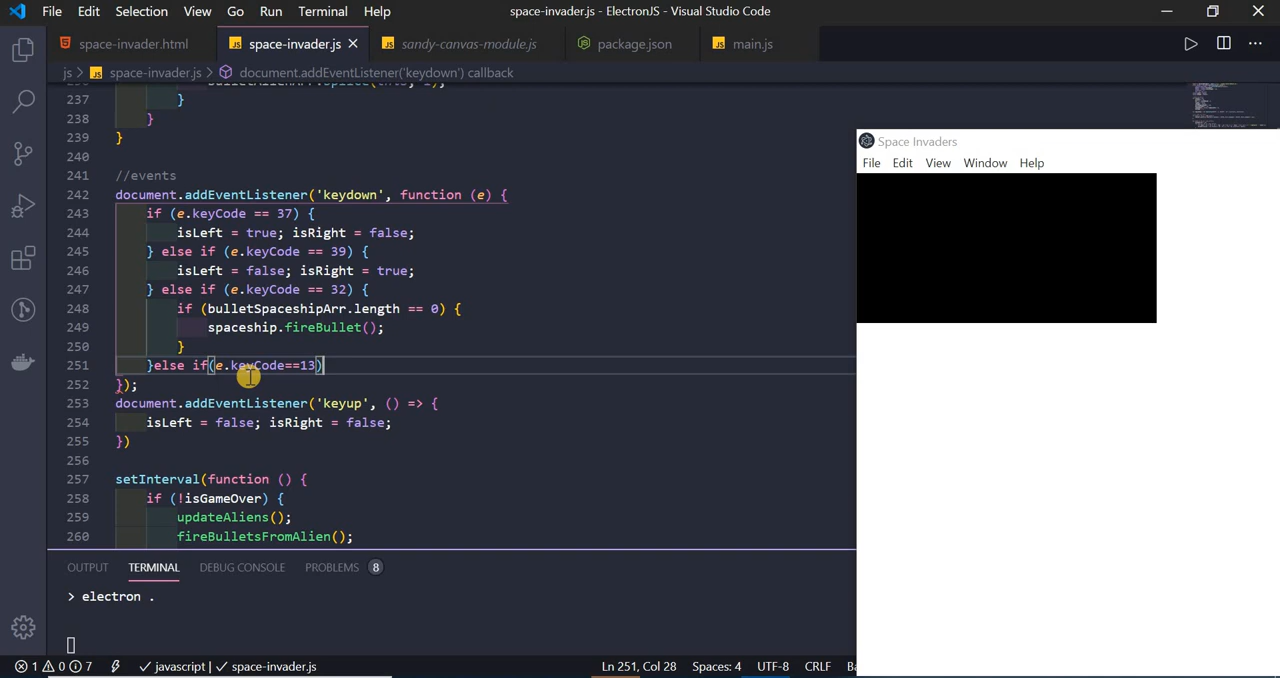 File Edit Selection View Go Run Terminal Help space-invader.js - ElectronJS - Visual Studio Code
space-invader.html JS space-invader.js JS sandy-canvas-module.js package.json JS main.js
js > JS space-invader.js > document.addEventListener('keydown') callback
237 }
238 }
239 }
240
241 //events
242 document.addEventListener('keydown', function (e) {
243 if (e.keyCode == 37) {
244 isLeft = true; isRight = false;
245 } else if (e.keyCode == 39) {
246 isLeft = false; isRight = true;
247 } else if (e.keyCode == 32) {
248 if (bulletSpaceshipArr.length == 0) {
249 spaceship.fireBullet();
250 }
251 }else if(e.keyCode==13)
252 });
253 document.addEventListener('keyup', () => {
254 isLeft = false; isRight = false;
255 })
256
257 setInterval(function () {
258 if (!isGameOver) {
259 updateAliens();
260 fireBulletsFromAlien();
OUTPUT TERMINAL DEBUG CONSOLE PROBLEMS 8
> electron .
1 0 7 javascript | space-invader.js Ln 251, Col 28 Spaces: 4 UTF-8 CRLF
Space Invaders
File Edit View Window Help